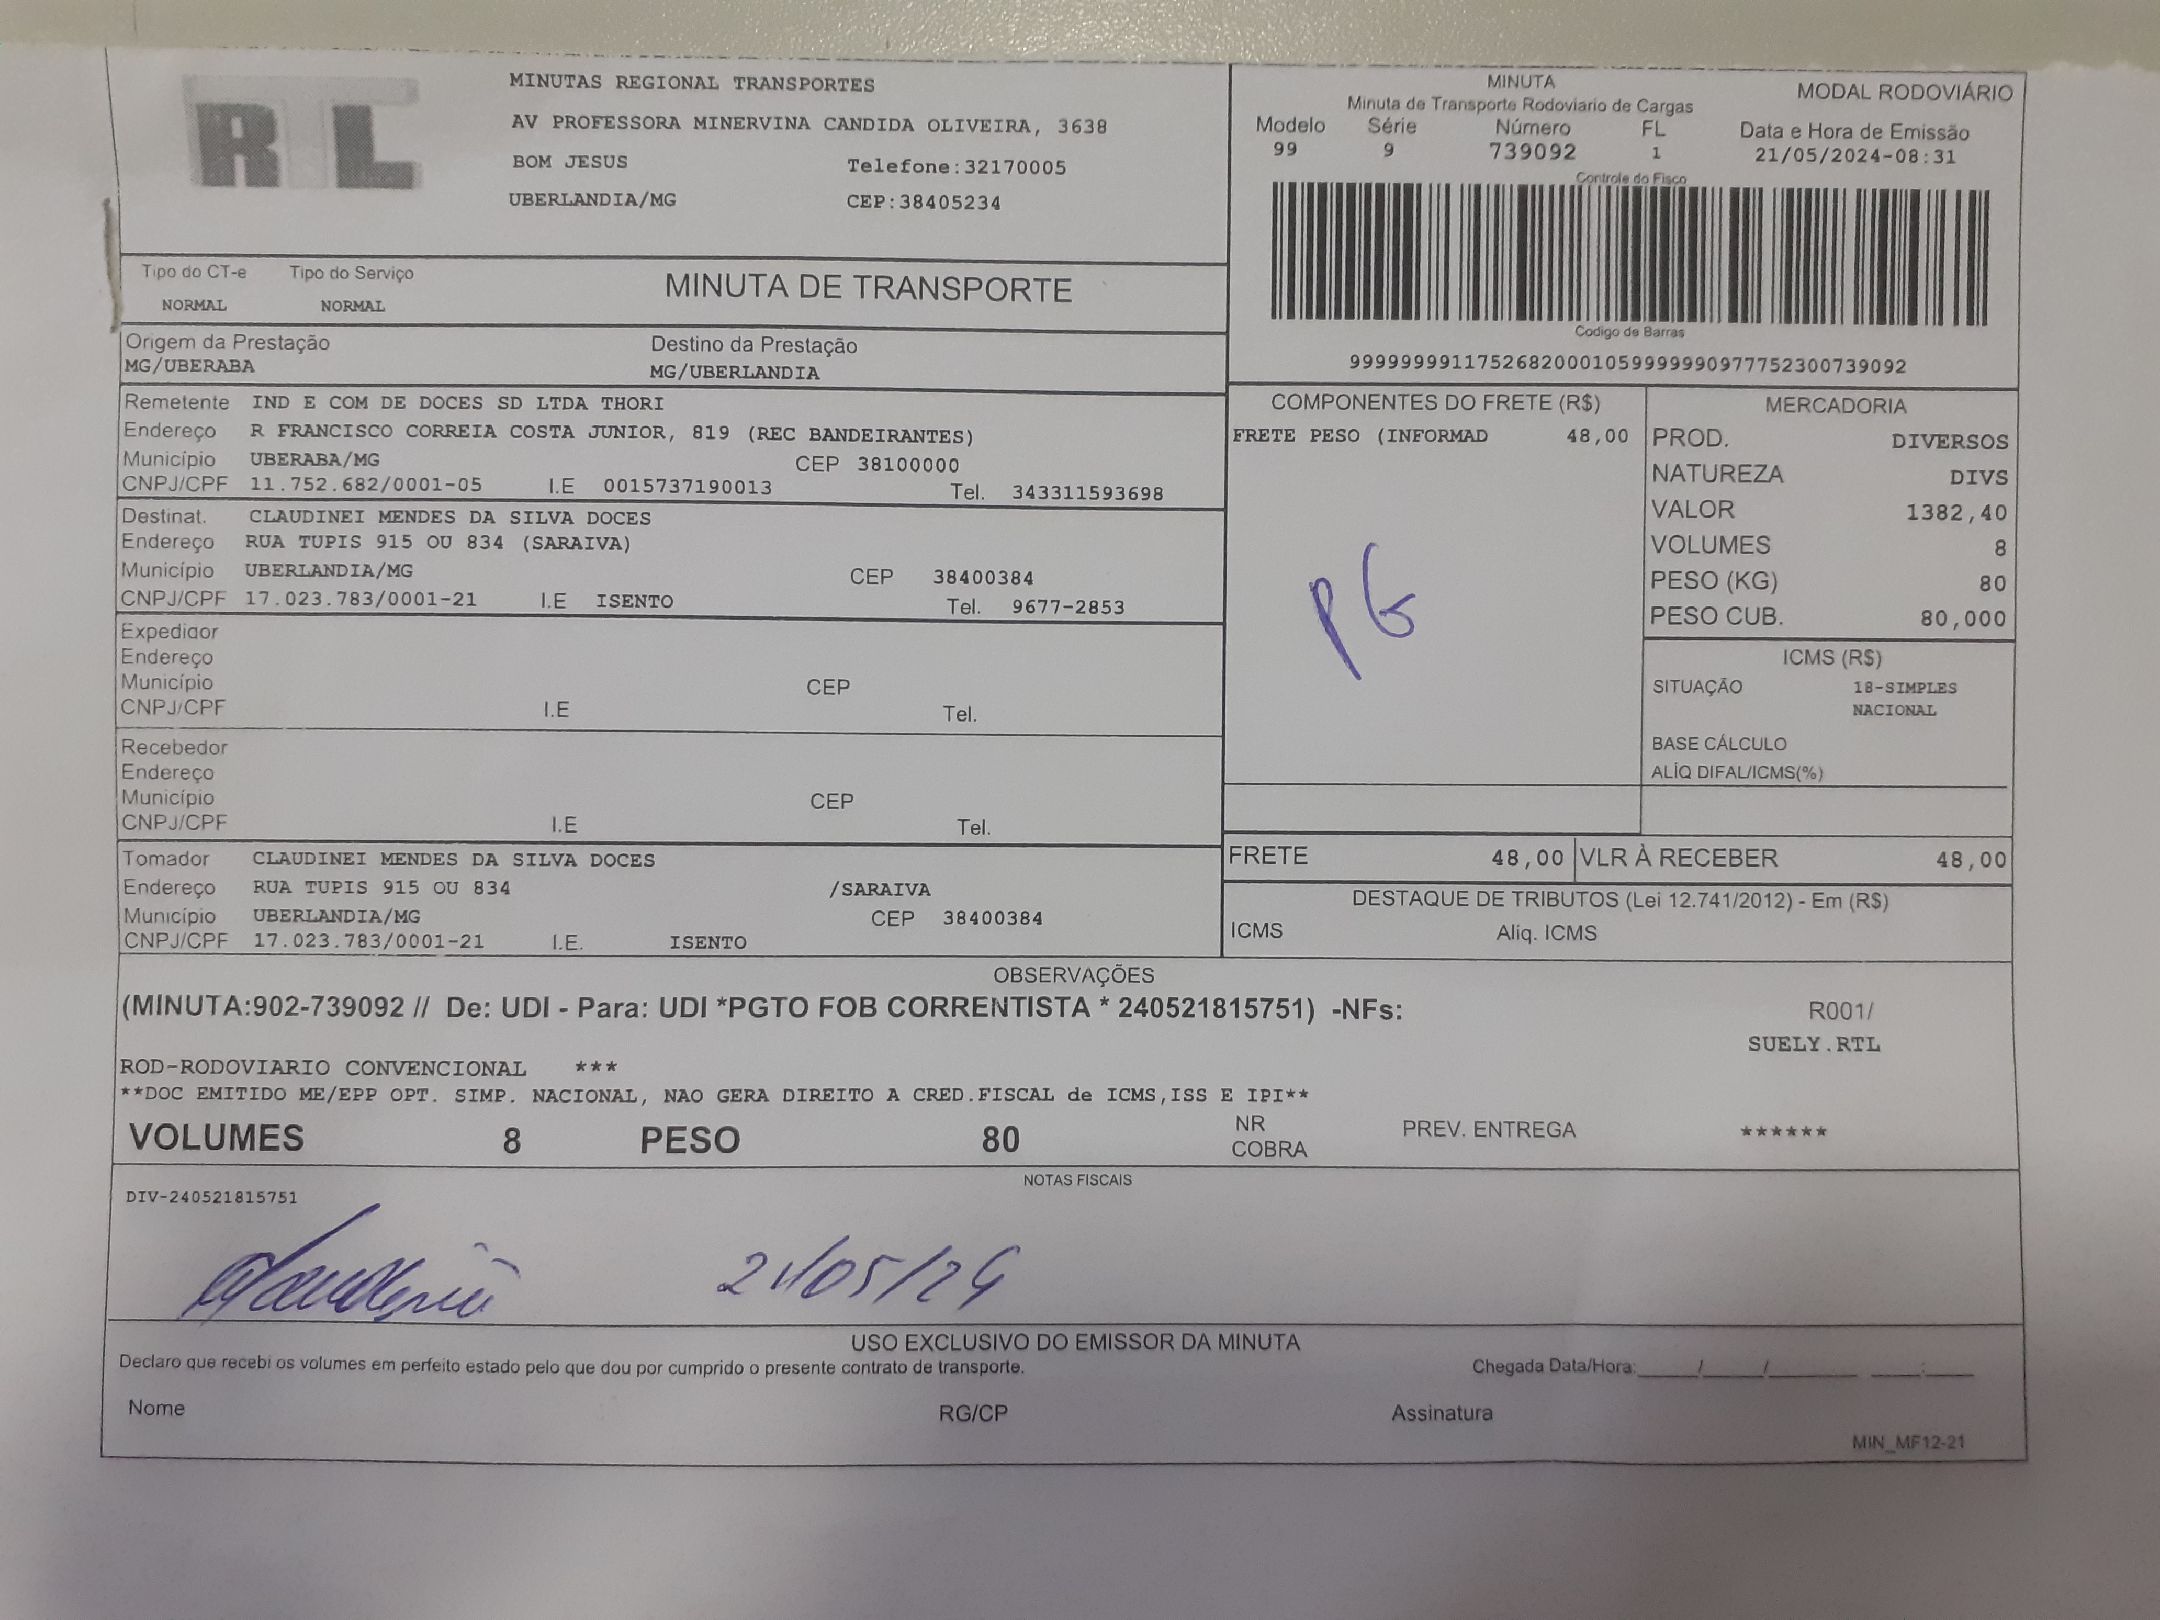 RTL
MINUTAS REGIONAL TRANSPORTES
AV PROFESSORA MINERVINA CANDIDA OLIVEIRA, 3638
BOM JESUS Telefone:32170005
UBERLANDIA/MG CEP:38405234
MINUTA MODAL RODOVIÁRIO
Minuta de Transporte Rodoviario de Cargas
Modelo Série Número FL Data e Hora de Emissão
99 9 739092 1 21/05/2024-08:31
Controle do Fisco
Codigo de Barras
999999991175268200010599999990977752300739092
Tipo do CT-e Tipo do Serviço MINUTA DE TRANSPORTE
NORMAL NORMAL
Origem da Prestação Destino da Prestação
MG/UBERABA MG/UBERLANDIA
Remetente IND E COM DE DOCES SD LTDA THORI
Endereço R FRANCISCO CORREIA COSTA JUNIOR, 819 (REC BANDEIRANTES)
Município UBERABA/MG CEP 38100000
CNPJ/CPF 11.752.682/0001-05 I.E 0015737190013 Tel. 343311593698
Destinat. CLAUDINEI MENDES DA SILVA DOCES
Endereço RUA TUPIS 915 OU 834 (SARAIVA)
Município UBERLANDIA/MG CEP 38400384
CNPJ/CPF 17.023.783/0001-21 I.E ISENTO Tel. 9677-2853
Expedidor
Endereço
Município CEP
CNPJ/CPF I.E Tel.
Recebedor
Endereço
Município CEP
CNPJ/CPF I.E Tel.
Tomador CLAUDINEI MENDES DA SILVA DOCES
Endereço RUA TUPIS 915 OU 834 /SARAIVA
Município UBERLANDIA/MG CEP 38400384
CNPJ/CPF 17.023.783/0001-21 I.E. ISENTO
COMPONENTES DO FRETE (R$)
FRETE PESO (INFORMAD 48,00
PG
MERCADORIA
PROD. DIVERSOS
NATUREZA DIVS
VALOR 1382,40
VOLUMES 8
PESO (KG) 80
PESO CUB. 80,000
ICMS (R$)
SITUAÇÃO 18-SIMPLES
NACIONAL
BASE CÁLCULO
ALÍQ DIFAL/ICMS(%)
FRETE 48,00 VLR À RECEBER 48,00
DESTAQUE DE TRIBUTOS (Lei 12.741/2012) - Em (R$)
ICMS Aliq. ICMS
OBSERVAÇÕES
(MINUTA:902-739092 // De: UDI - Para: UDI *PGTO FOB CORRENTISTA * 240521815751) -NFs: R001/
SUELY.RTL
ROD-RODOVIARIO CONVENCIONAL ***
**DOC EMITIDO ME/EPP OPT. SIMP. NACIONAL, NAO GERA DIREITO A CRED.FISCAL de ICMS,ISS E IPI**
VOLUMES 8 PESO 80 NR COBRA PREV. ENTREGA ******
NOTAS FISCAIS
DIV-240521815751
21/05/24
USO EXCLUSIVO DO EMISSOR DA MINUTA
Declaro que recebi os volumes em perfeito estado pelo que dou por cumprido o presente contrato de transporte. Chegada Data/Hora:____/____/____ ____:____
Nome RG/CP Assinatura
MIN_MF12-21